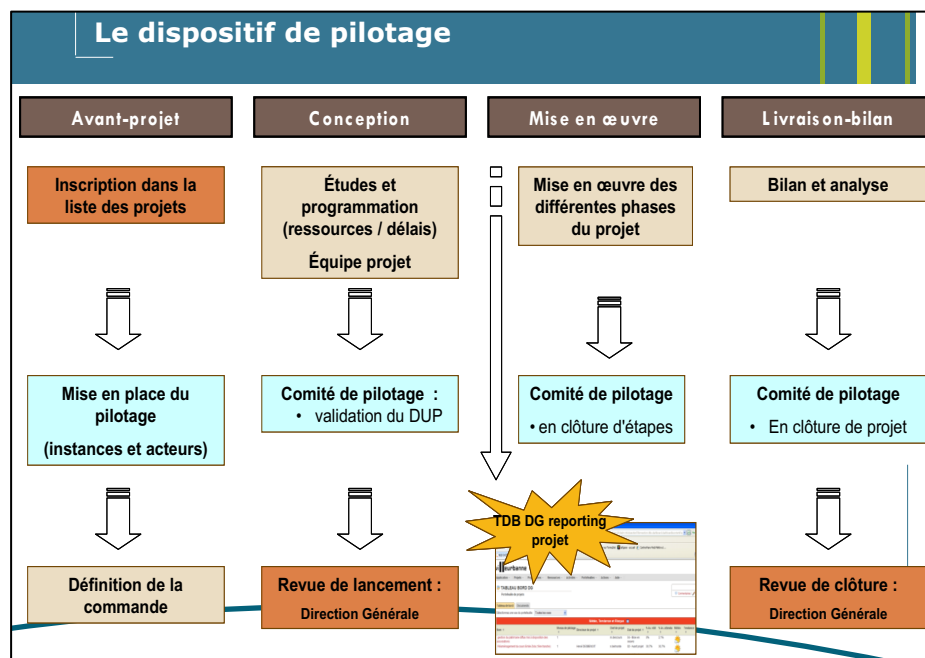 Le dispositif de pilotage
Avant-projet
Conception
Mise en œuvre
Livraison-bilan
Inscription dans la
liste des projets
Études et
programmation
(ressources / délais)
Équipe projet
Mise en œuvre des
différentes phases
du projet
Bilan et analyse
Mise en place du
pilotage
(instances et acteurs)
Comité de pilotage :
• validation du DUP
Comité de pilotage
• en clôture d'étapes
Comité de pilotage
• En clôture de projet
TDB DG reporting
projet
Définition de la
commande
Revue de lancement :
Direction Générale
TABLEAU BORD DG
Revue de clôture :
Direction Générale